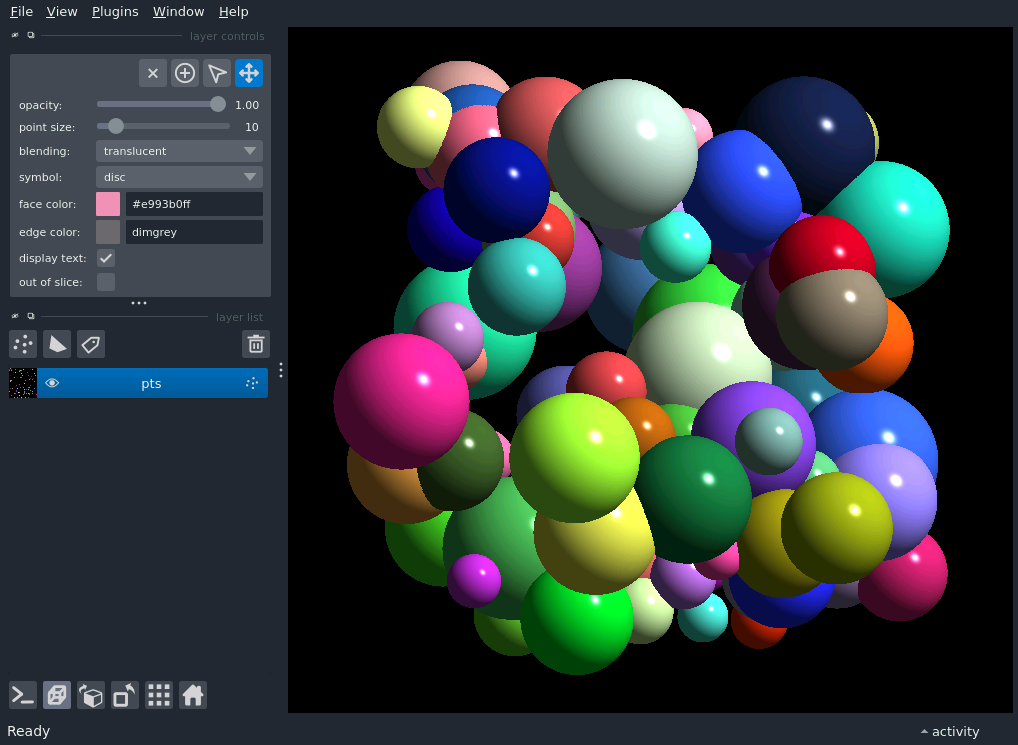 File View Plugins Window Help
layer controls
opacity: 1.00
point size: 10
blending: translucent
symbol: disc
face color: #e993b0ff
edge color: dimgrey
display text:
out of slice:
layer list
pts
Ready
activity